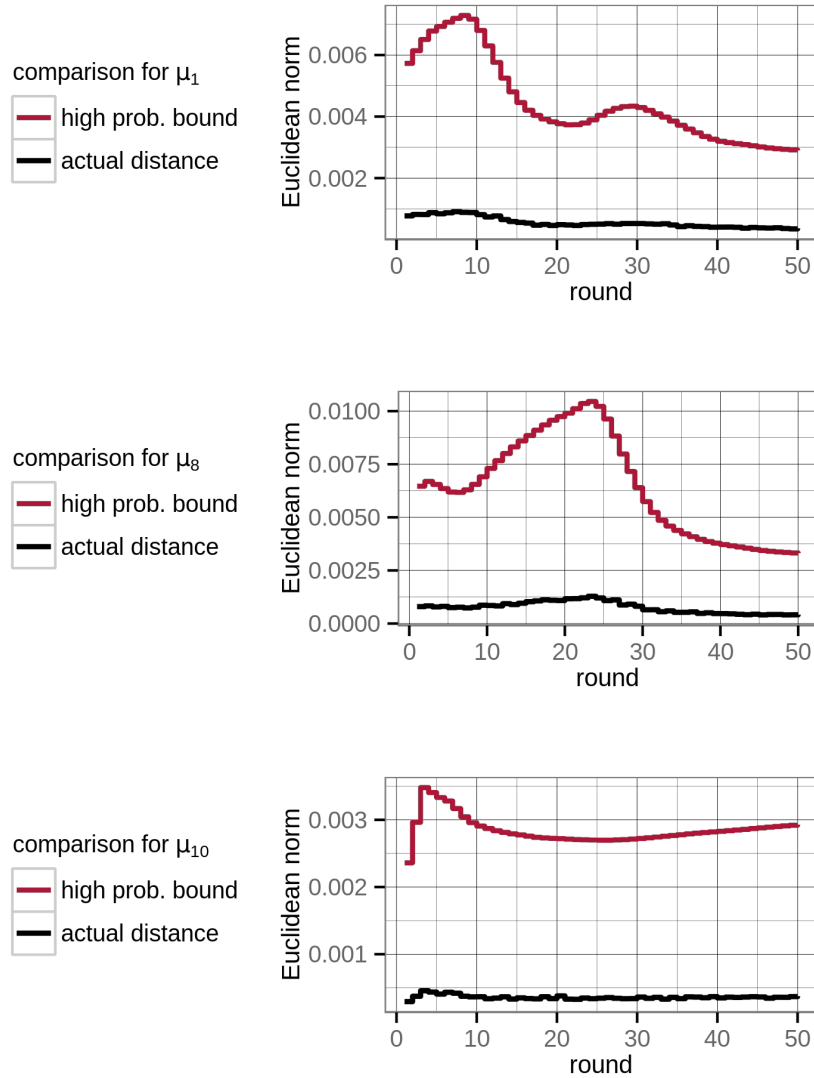 comparison for μ₁
high prob. bound
actual distance
Euclidean norm
0.006
0.004
0.002
0 10 20 30 40 50
round
comparison for μ₈
high prob. bound
actual distance
Euclidean norm
0.0100
0.0075
0.0050
0.0025
0.0000
0 10 20 30 40 50
round
comparison for μ₁₀
high prob. bound
actual distance
Euclidean norm
0.003
0.002
0.001
0 10 20 30 40 50
round